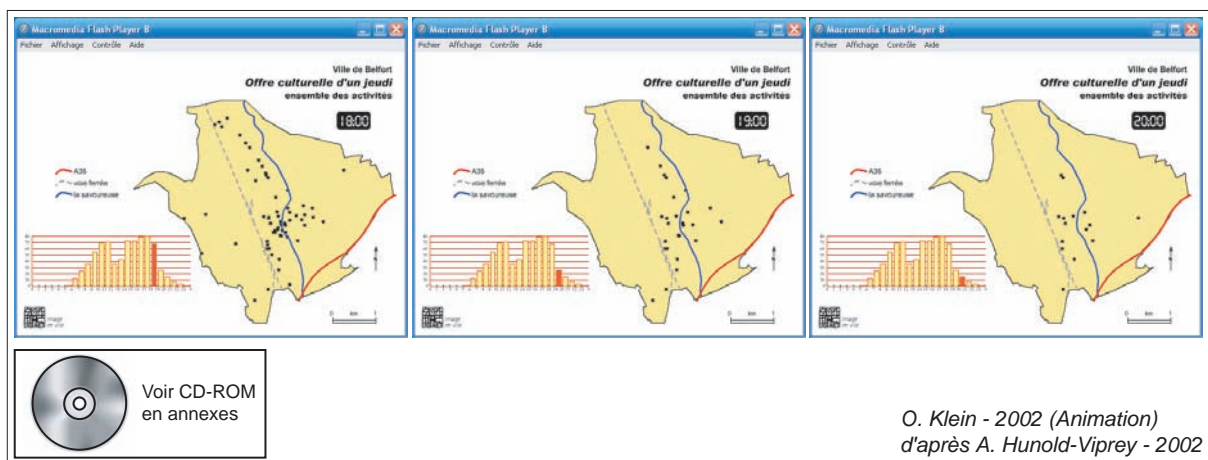 Macromedia Flash Player 8
Fichier Affichage Contrôle Aide
Ville de Belfort
Offre culturelle d'un jeudi
ensemble des activités
18:00
A36
voie ferrée
la savoureuse
0 km 1
Macromedia Flash Player 8
Fichier Affichage Contrôle Aide
Ville de Belfort
Offre culturelle d'un jeudi
ensemble des activités
19:00
A36
voie ferrée
la savoureuse
0 km 1
Macromedia Flash Player 8
Fichier Affichage Contrôle Aide
Ville de Belfort
Offre culturelle d'un jeudi
ensemble des activités
20:00
A36
voie ferrée
la savoureuse
0 km 1
Voir CD-ROM
en annexes
O. Klein - 2002 (Animation)
d'après A. Hunold-Viprey - 2002